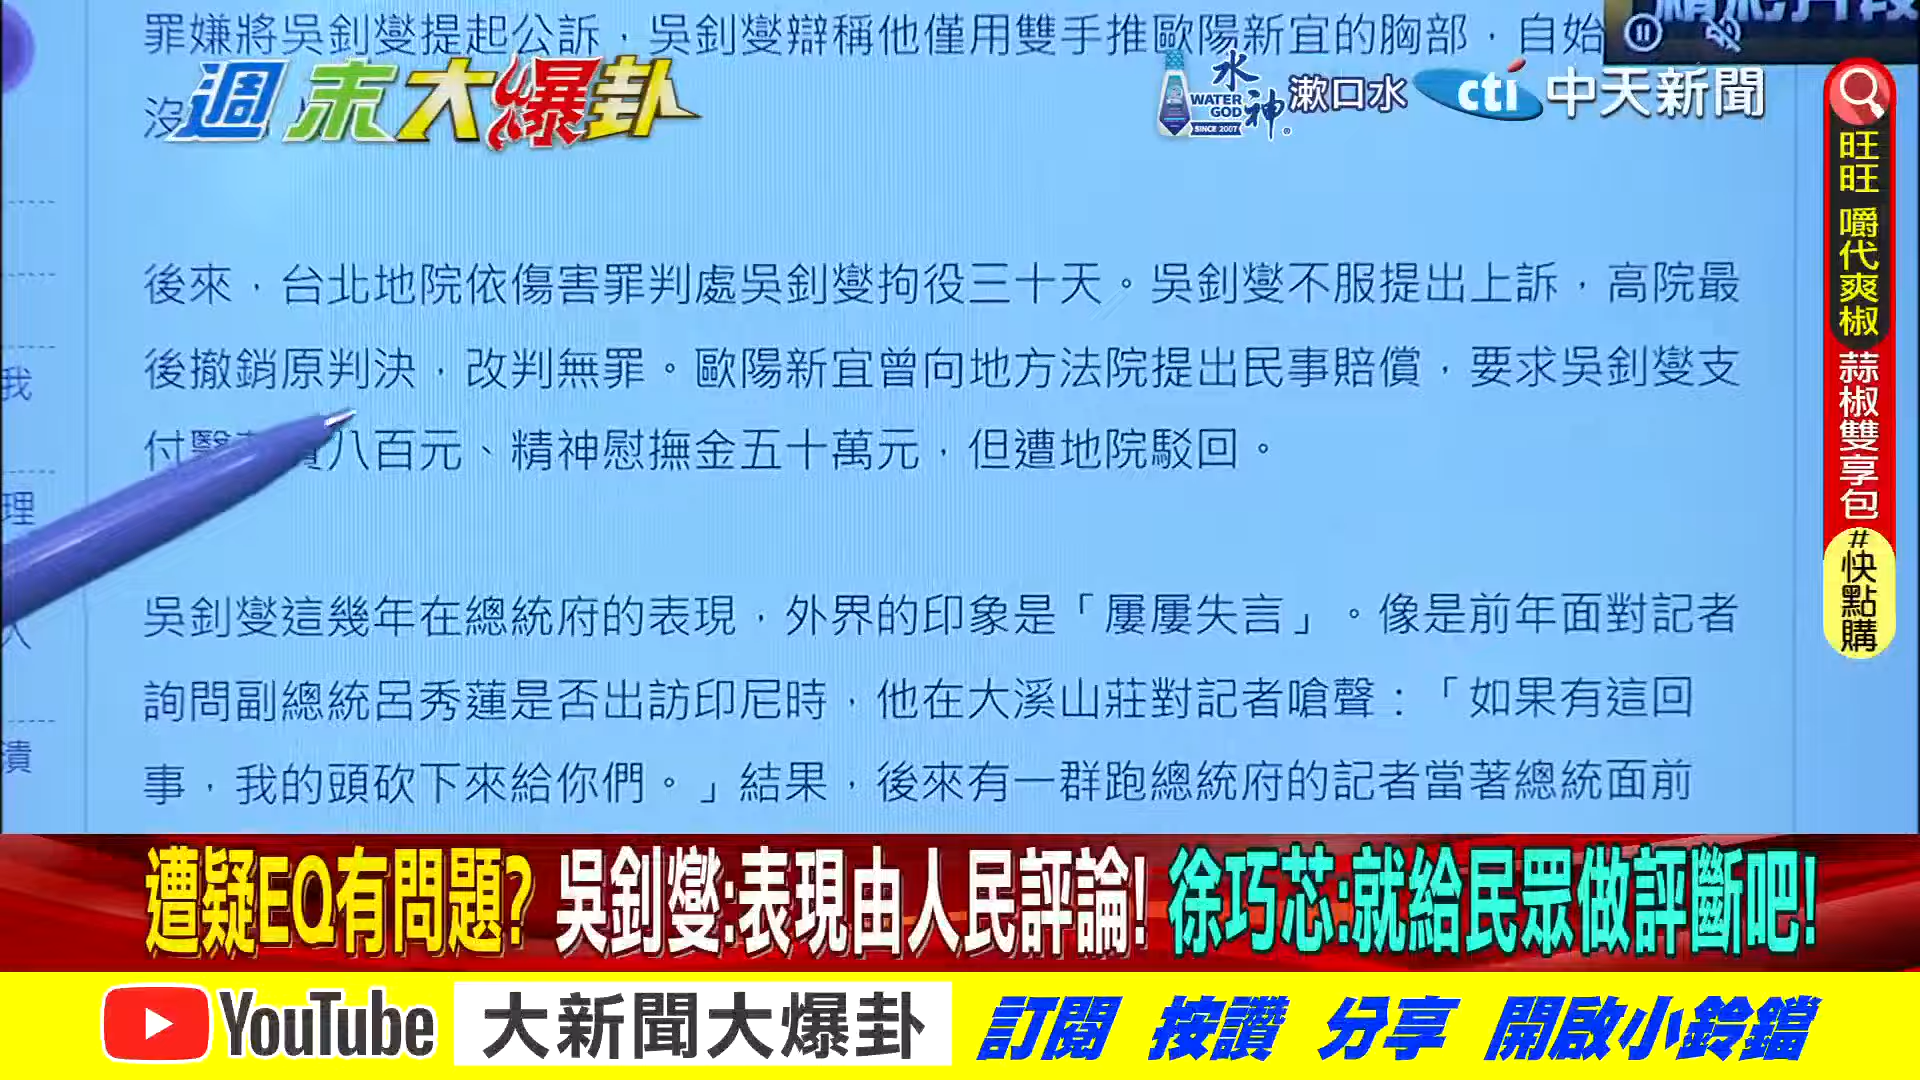 罪嫌將吳釗燮提起公訴，吳釗燮辯稱他僅用雙手推歐陽新宜的胸部，自始
沒
週末大爆卦
水神
WATER GOD
SINCE 2007
漱口水
cti
中天新聞
旺旺 嚼代爽椒
蒜椒雙享包
#快點購
後來，台北地院依傷害罪判處吳釗燮拘役三十天。吳釗燮不服提出上訴，高院最
後撤銷原判決，改判無罪。歐陽新宜曾向地方法院提出民事賠償，要求吳釗燮支
付醫 八百元、精神慰撫金五十萬元，但遭地院駁回。
吳釗燮這幾年在總統府的表現，外界的印象是「屢屢失言」。像是前年面對記者
詢問副總統呂秀蓮是否出訪印尼時，他在大溪山莊對記者嗆聲：「如果有這回
事，我的頭砍下來給你們。」結果，後來有一群跑總統府的記者當著總統面前
我
理
人
潰
遭疑EQ有問題? 吳釗燮:表現由人民評論! 徐巧芯:就給民眾做評斷吧!
YouTube 大新聞大爆卦 訂閱 按讚 分享 開啟小鈴鐺